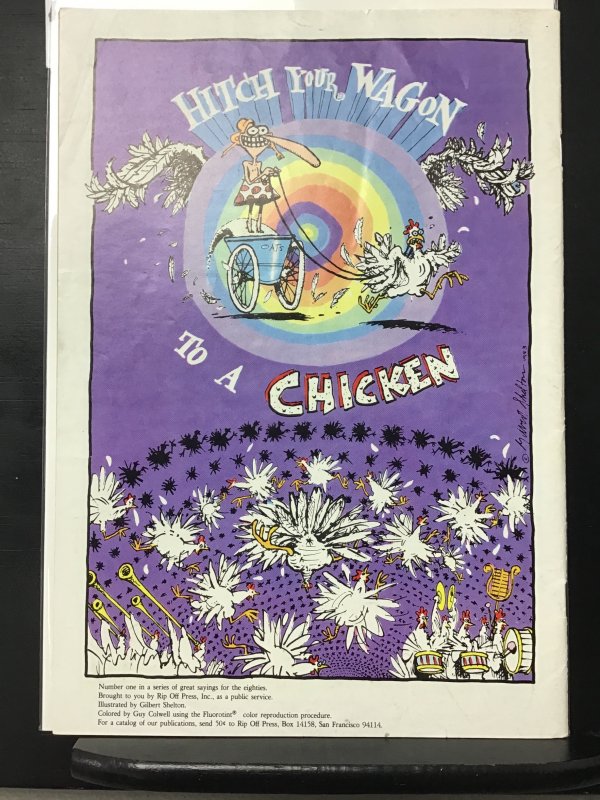 HITCH YOUR WAGON
OATS
TO A
CHICKEN
© Gilbert Shelton 1983
Number one in a series of great sayings for the eighties.
Brought to you by Rip Off Press, Inc., as a public service.
Illustrated by Gilbert Shelton.
Colored by Guy Colwell using the Fluorotint® color reproduction procedure.
For a catalog of our publications, send 50¢ to Rip Off Press, Box 14158, San Francisco 94114.